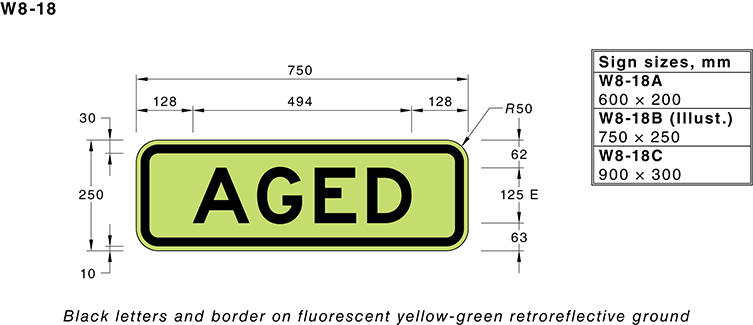 W8-18
750
128 494 128
R50
30
250
10
AGED
62
125 E
63
Sign sizes, mm
W8-18A
600 × 200
W8-18B (Illust.)
750 × 250
W8-18C
900 × 300
Black letters and border on fluorescent yellow-green retroreflective ground